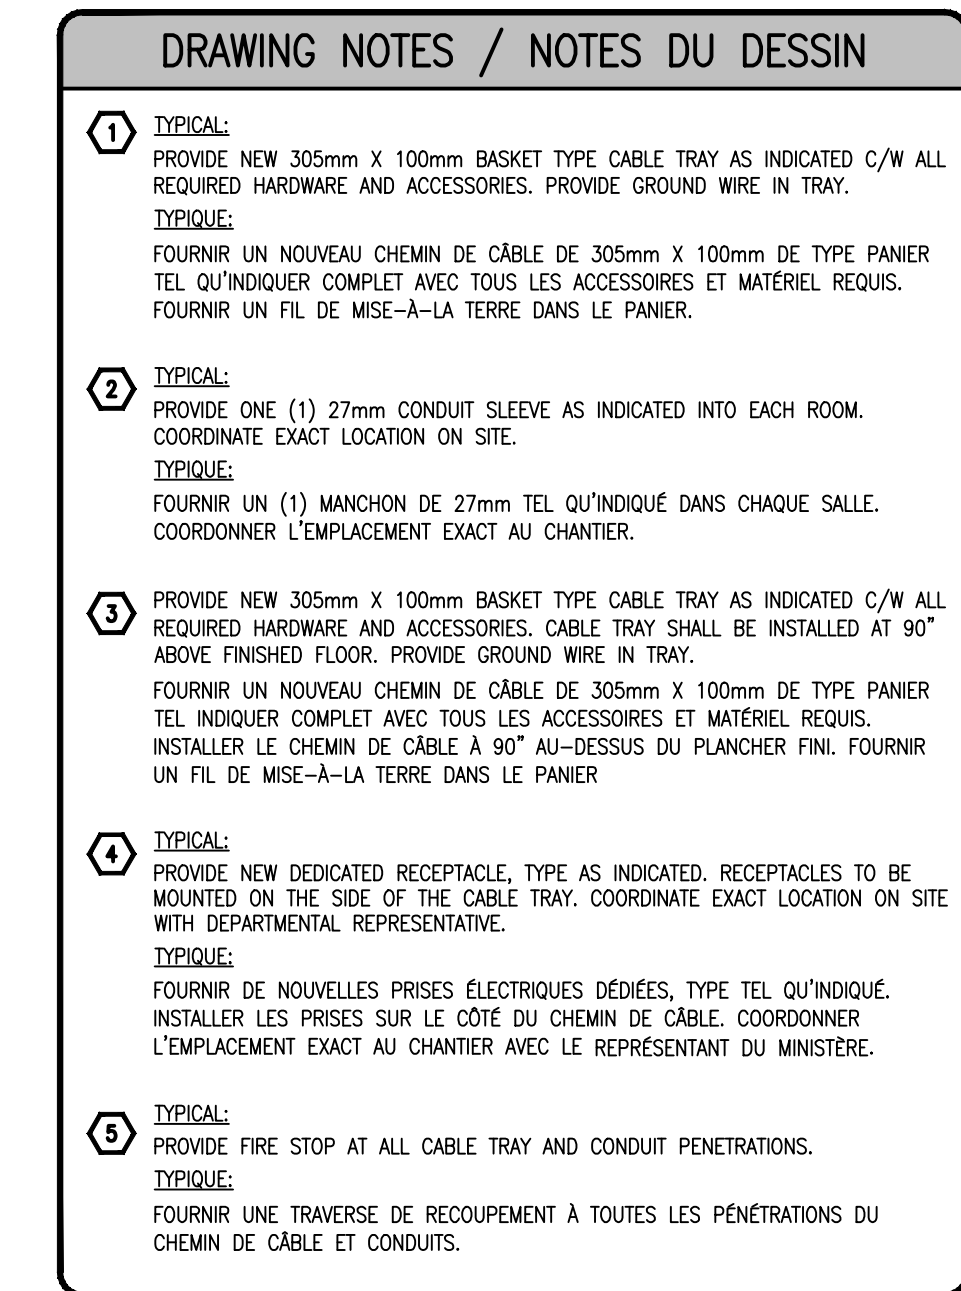 DRAWING NOTES / NOTES DU DESSIN
1 TYPICAL:
PROVIDE NEW 305mm X 100mm BASKET TYPE CABLE TRAY AS INDICATED C/W ALL
REQUIRED HARDWARE AND ACCESSORIES. PROVIDE GROUND WIRE IN TRAY.
TYPIQUE:
FOURNIR UN NOUVEAU CHEMIN DE CÂBLE DE 305mm X 100mm DE TYPE PANIER
TEL QU'INDIQUER COMPLET AVEC TOUS LES ACCESSOIRES ET MATÉRIEL REQUIS.
FOURNIR UN FIL DE MISE-À-LA TERRE DANS LE PANIER.
2 TYPICAL:
PROVIDE ONE (1) 27mm CONDUIT SLEEVE AS INDICATED INTO EACH ROOM.
COORDINATE EXACT LOCATION ON SITE.
TYPIQUE:
FOURNIR UN (1) MANCHON DE 27mm TEL QU'INDIQUÉ DANS CHAQUE SALLE.
COORDONNER L'EMPLACEMENT EXACT AU CHANTIER.
3 PROVIDE NEW 305mm X 100mm BASKET TYPE CABLE TRAY AS INDICATED C/W ALL
REQUIRED HARDWARE AND ACCESSORIES. CABLE TRAY SHALL BE INSTALLED AT 90"
ABOVE FINISHED FLOOR. PROVIDE GROUND WIRE IN TRAY.
FOURNIR UN NOUVEAU CHEMIN DE CÂBLE DE 305mm X 100mm DE TYPE PANIER
TEL INDIQUER COMPLET AVEC TOUS LES ACCESSOIRES ET MATÉRIEL REQUIS.
INSTALLER LE CHEMIN DE CÂBLE À 90" AU-DESSUS DU PLANCHER FINI. FOURNIR
UN FIL DE MISE-À-LA TERRE DANS LE PANIER
4 TYPICAL:
PROVIDE NEW DEDICATED RECEPTACLE, TYPE AS INDICATED. RECEPTACLES TO BE
MOUNTED ON THE SIDE OF THE CABLE TRAY. COORDINATE EXACT LOCATION ON SITE
WITH DEPARTMENTAL REPRESENTATIVE.
TYPIQUE:
FOURNIR DE NOUVELLES PRISES ÉLECTRIQUES DÉDIÉES, TYPE TEL QU'INDIQUÉ.
INSTALLER LES PRISES SUR LE CÔTÉ DU CHEMIN DE CÂBLE. COORDONNER
L'EMPLACEMENT EXACT AU CHANTIER AVEC LE REPRÉSENTANT DU MINISTÈRE.
5 TYPICAL:
PROVIDE FIRE STOP AT ALL CABLE TRAY AND CONDUIT PENETRATIONS.
TYPIQUE:
FOURNIR UNE TRAVERSE DE RECOUPEMENT À TOUTES LES PÉNÉTRATIONS DU
CHEMIN DE CÂBLE ET CONDUITS.